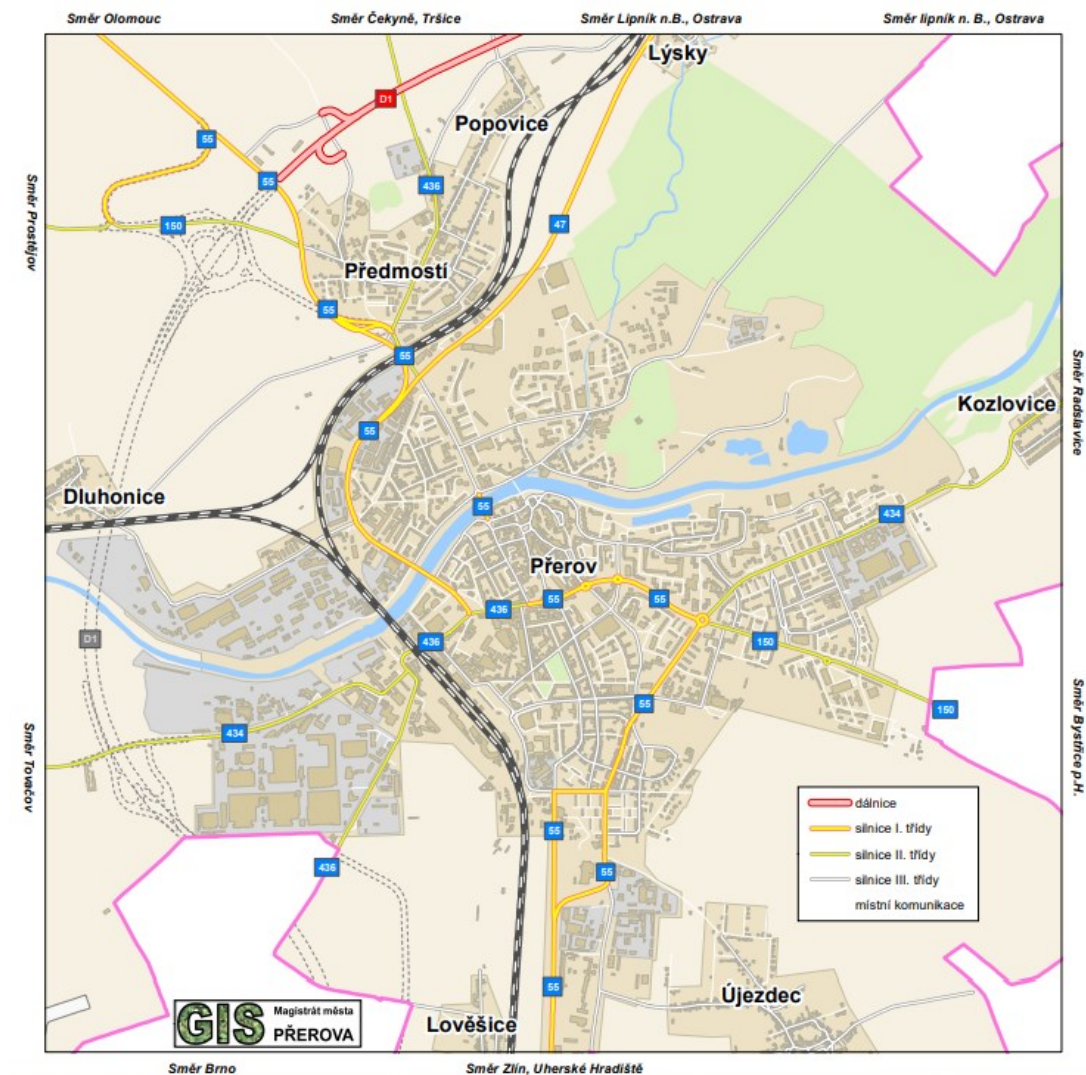 Směr Olomouc
Směr Čekyně, Tršice
Směr Lipník n.B., Ostrava
Směr lipník n. B., Ostrava
Lýsky
D1
Popovice
55
55
436
Směr Prostějov
150
47
Předmostí
55
55
Směr Radslavice
Kozlovice
55
Dluhonice
55
434
Přerov
55
55
436
D1
436
150
Směr Bystřice p.H.
55
150
434
Směr Tovačov
dálnice
silnice I. třídy
silnice II. třídy
silnice III. třídy
místní komunikace
55
436
55
55
Újezdec
GIS
Magistrát města
PŘEROVA
Lověšice
Směr Brno
Směr Zlín, Uherské Hradiště